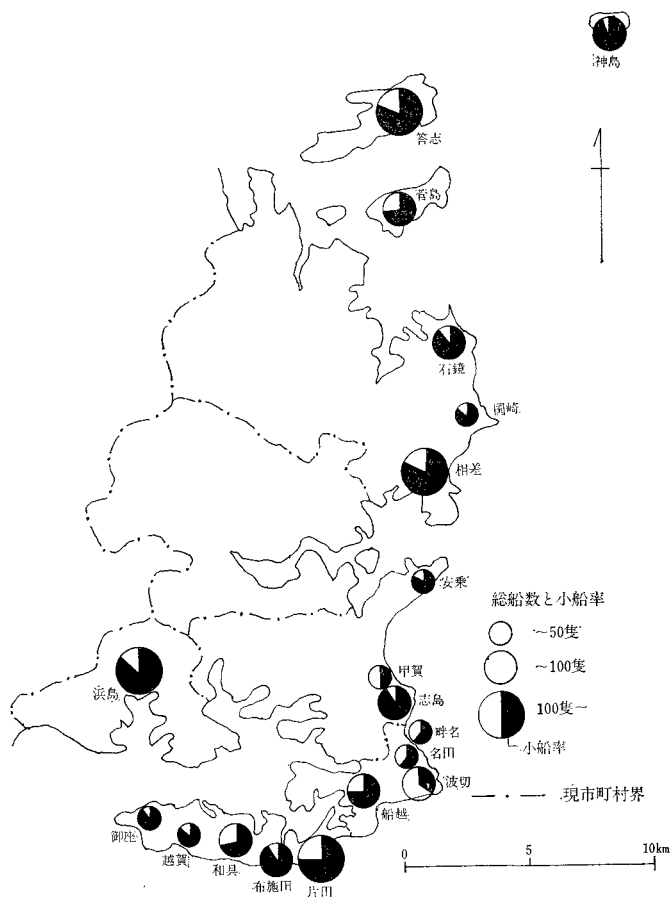 神島
答志
菅島
石鏡
国崎
相差
安乗
総船数と小船率
～50隻
～100隻
100隻～
小船率
現市町村界
甲賀
志島
畔名
名田
波切
船越
浜島
御座
越賀
和具
布施田
片田
0 5 10km